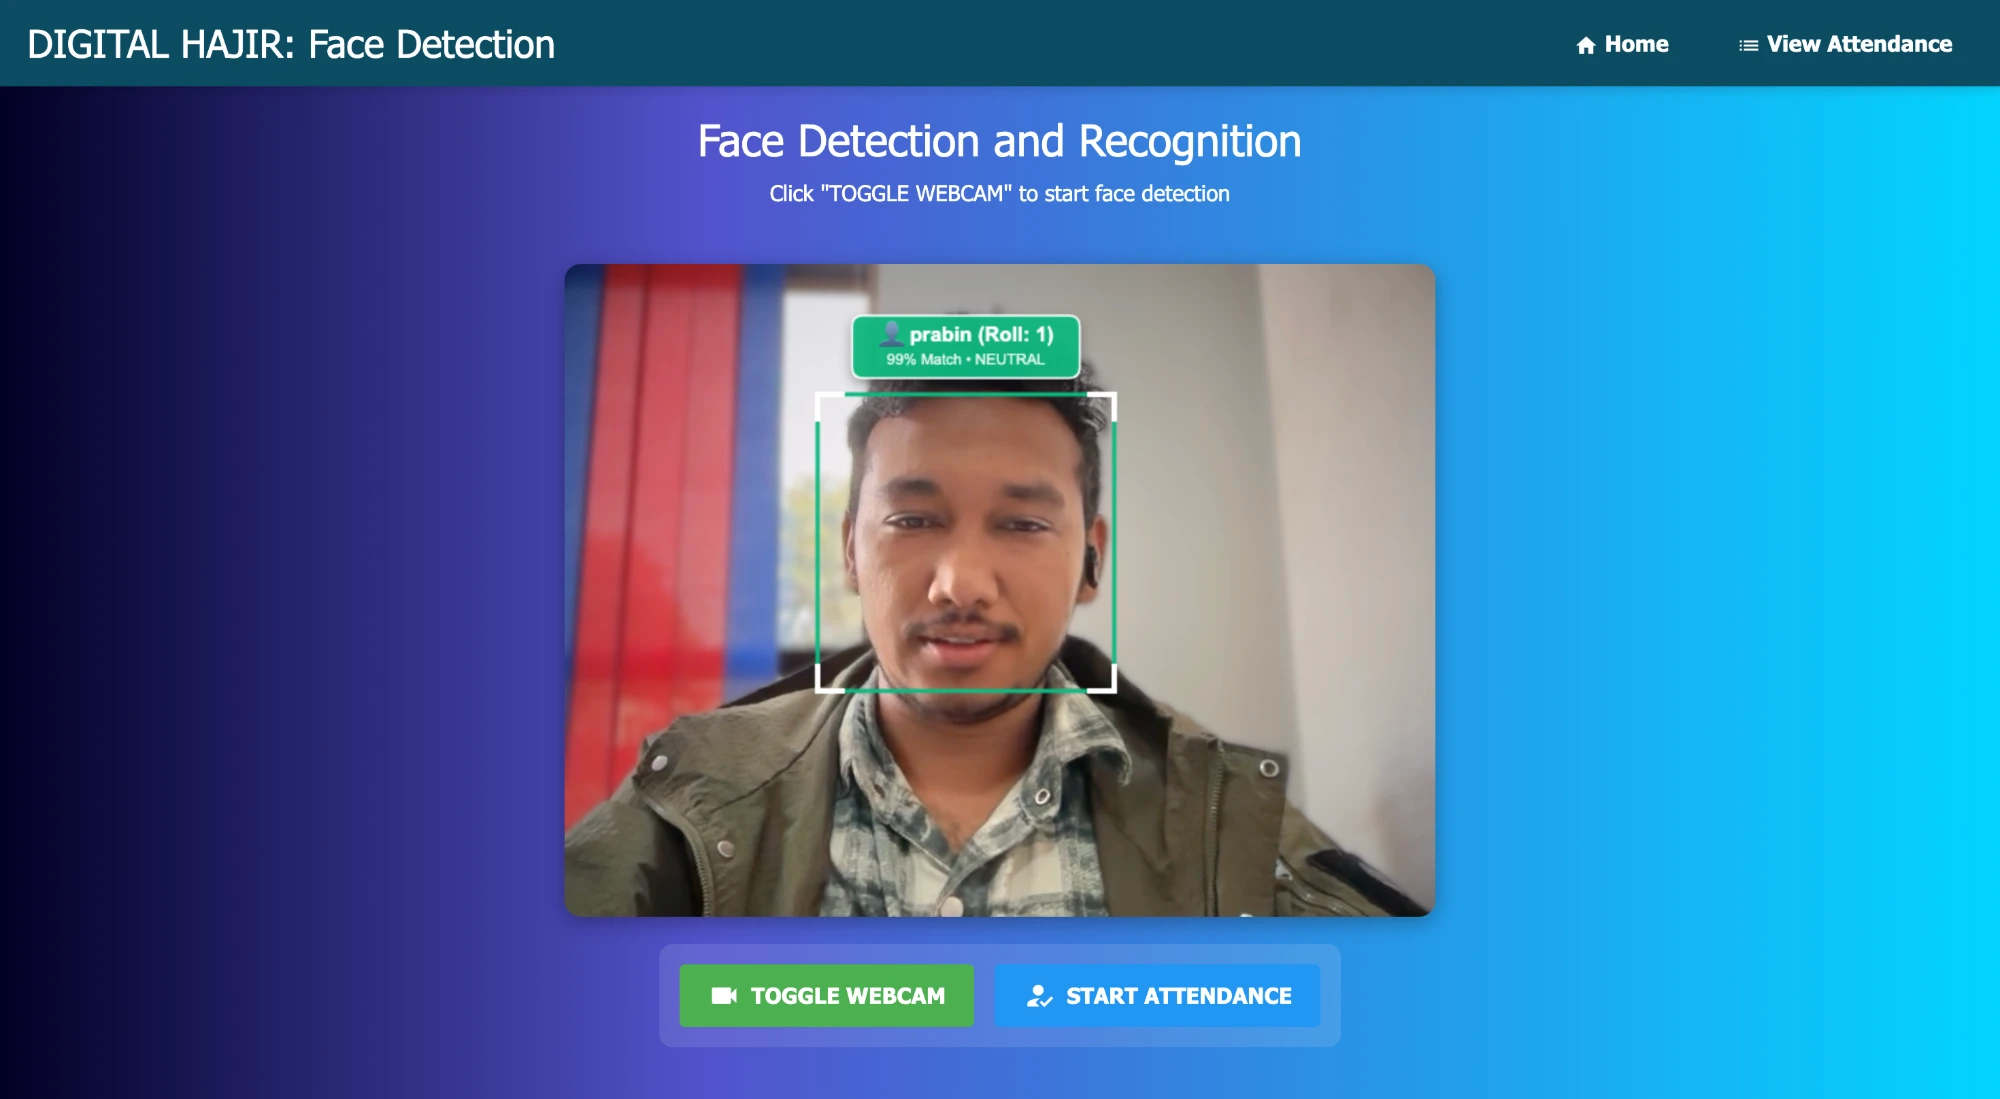 DIGITAL HAJIR: Face Detection
Home
View Attendance
Face Detection and Recognition
Click "TOGGLE WEBCAM" to start face detection
prabin (Roll: 1)
99% Match • NEUTRAL
TOGGLE WEBCAM
START ATTENDANCE